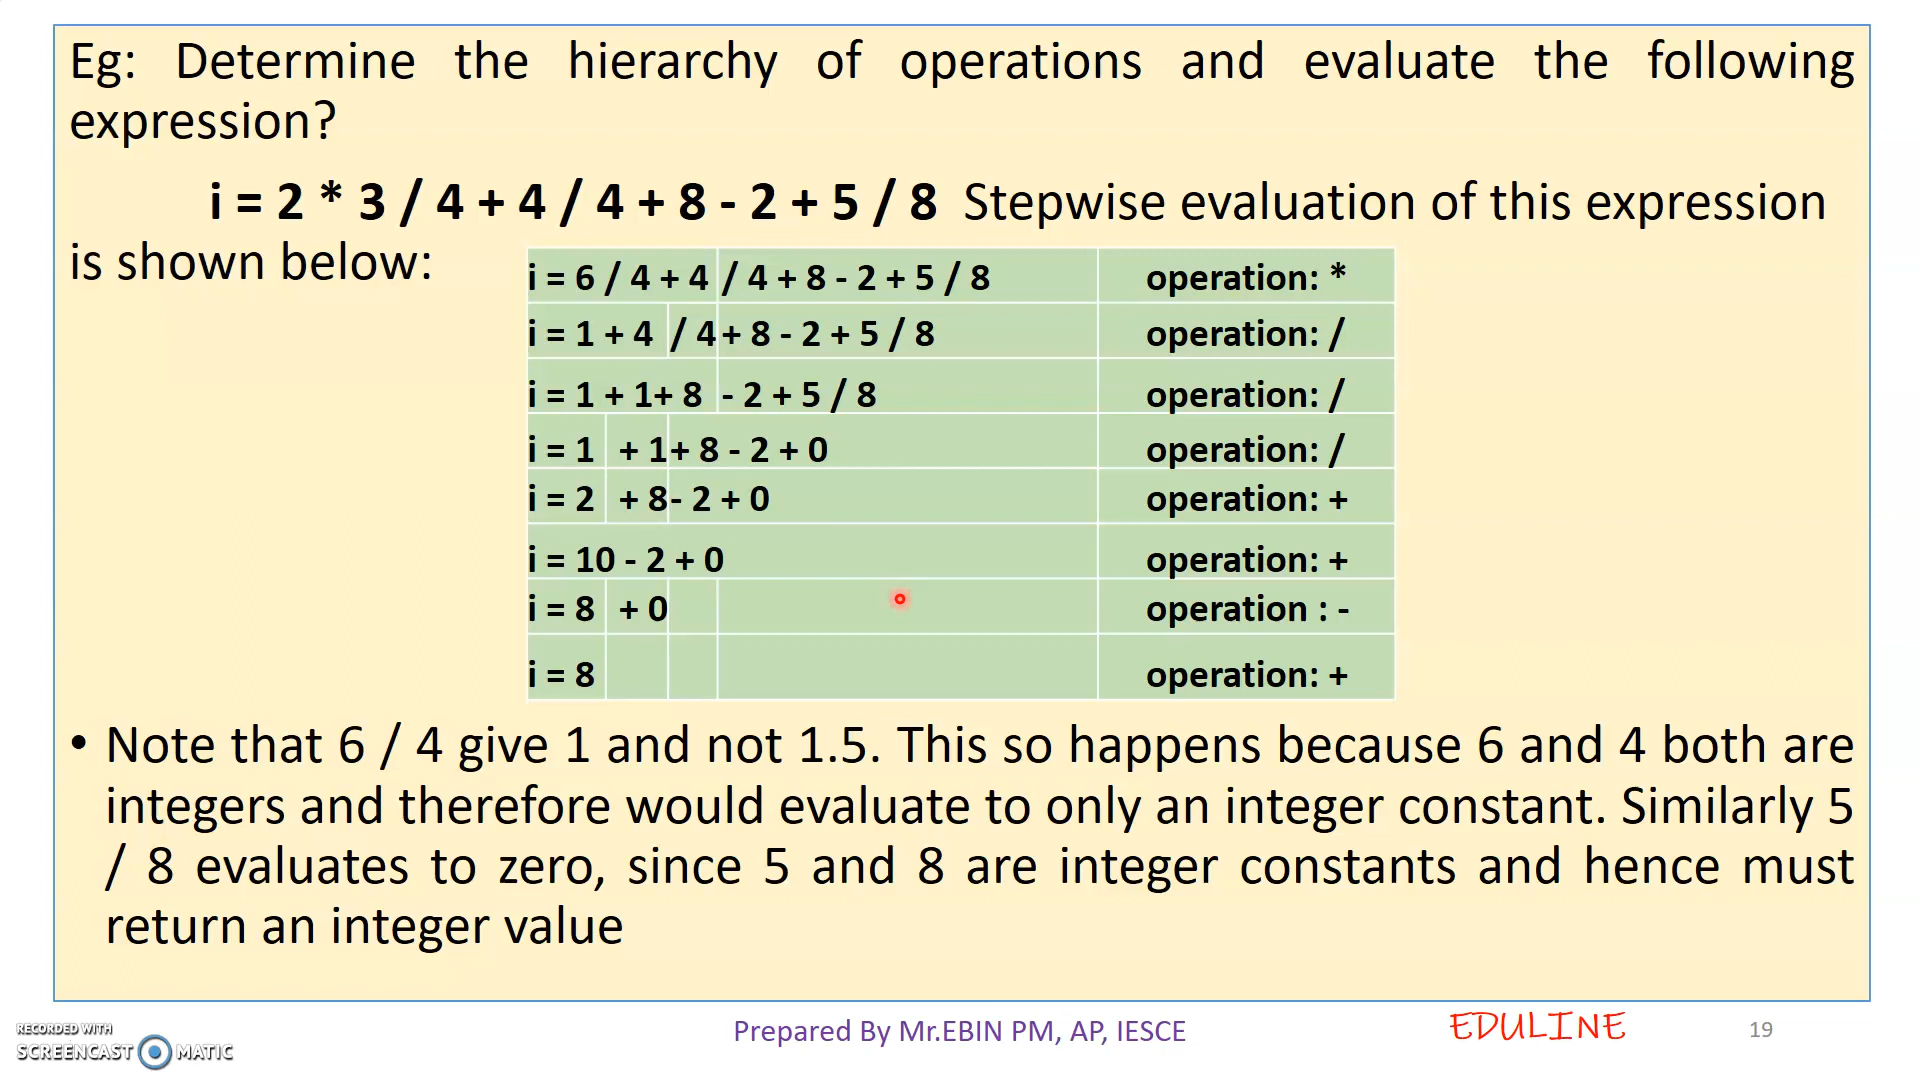 Eg: Determine the hierarchy of operations and evaluate the following
expression?
i = 2 * 3 / 4 + 4 / 4 + 8 - 2 + 5 / 8 Stepwise evaluation of this expression
is shown below:
i = 6 / 4 + 4 / 4 + 8 - 2 + 5 / 8 operation: *
i = 1 + 4 / 4 + 8 - 2 + 5 / 8 operation: /
i = 1 + 1+ 8 - 2 + 5 / 8 operation: /
i = 1 + 1+ 8 - 2 + 0 operation: /
i = 2 + 8- 2 + 0 operation: +
i = 10 - 2 + 0 operation: +
i = 8 + 0 operation : -
i = 8 operation: +
• Note that 6 / 4 give 1 and not 1.5. This so happens because 6 and 4 both are
integers and therefore would evaluate to only an integer constant. Similarly 5
/ 8 evaluates to zero, since 5 and 8 are integer constants and hence must
return an integer value
RECORDED WITH
SCREENCAST MATIC
Prepared By Mr.EBIN PM, AP, IESCE
EDULINE
19